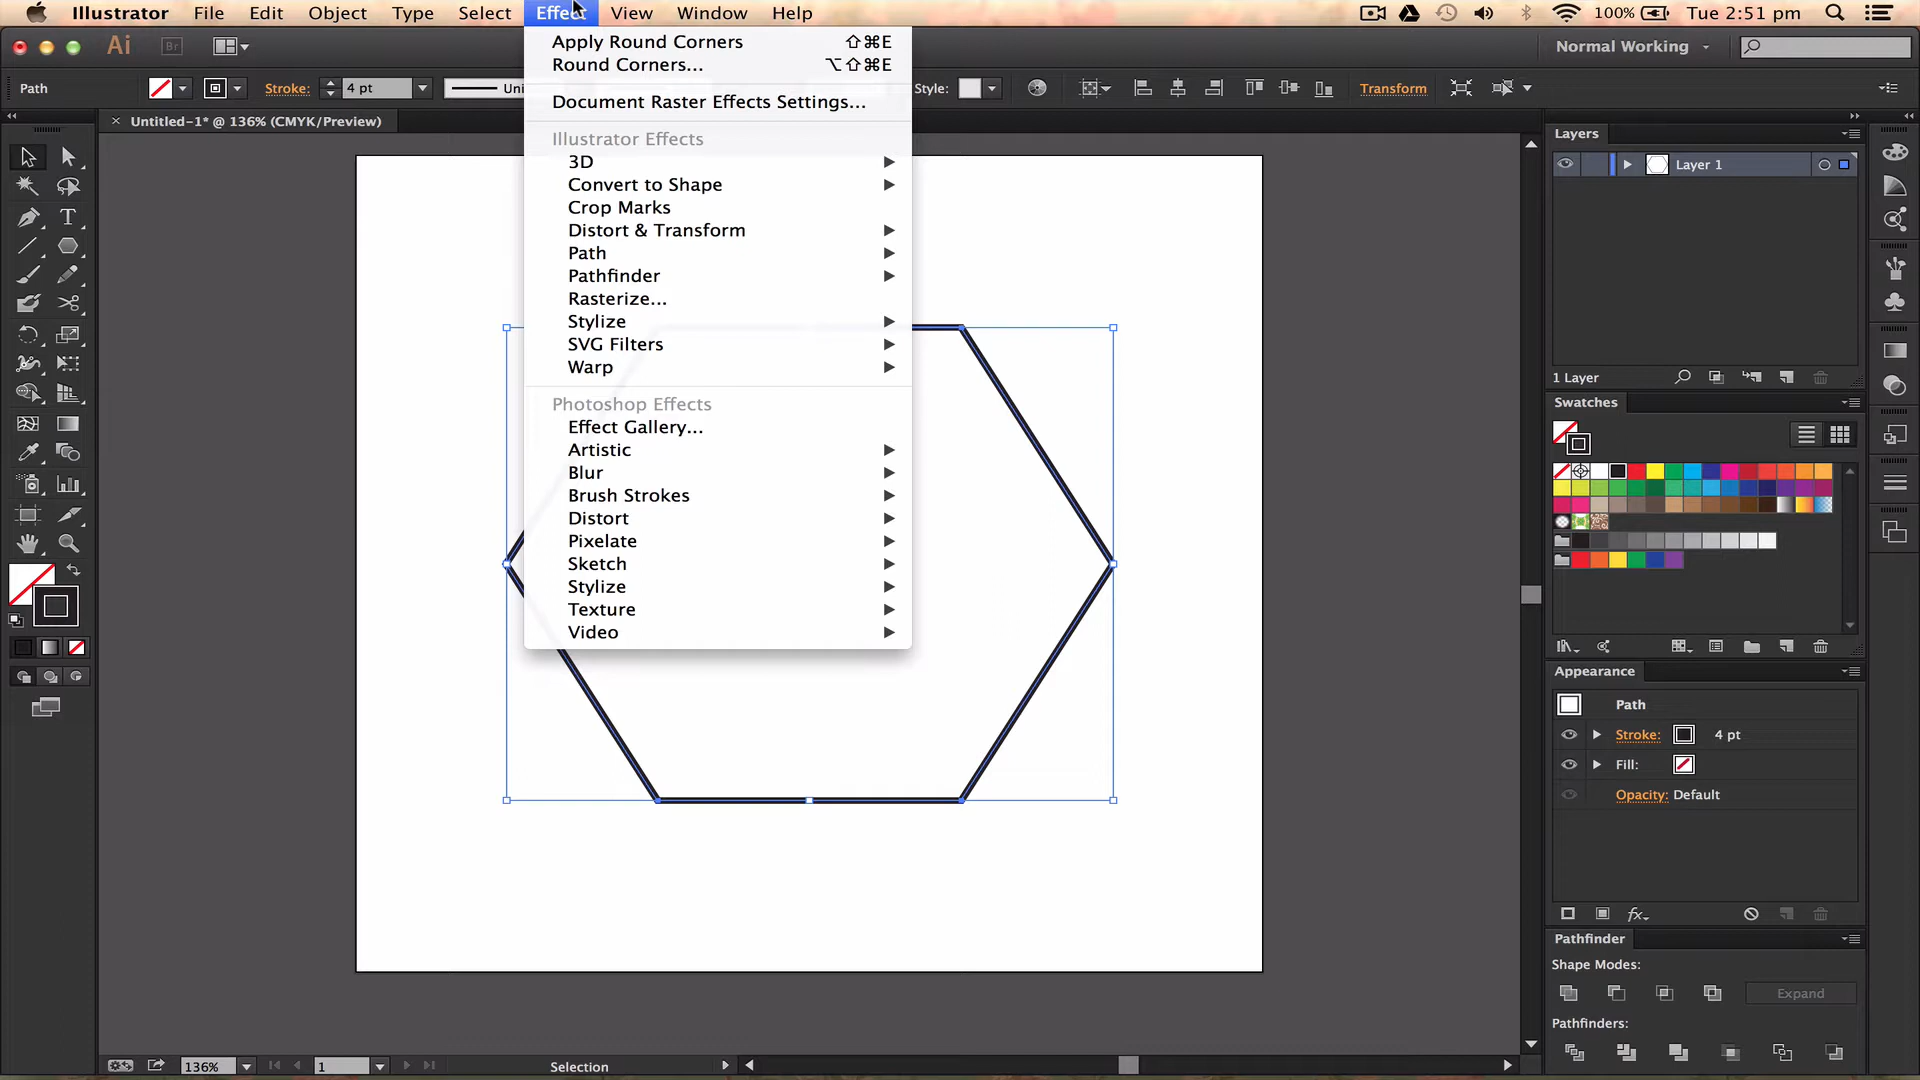 Illustrator File Edit Object Type Select Effect View Window Help 100% Tue 2:51 pm
Ai Br Normal Working
Path Stroke: 4 pt Uni Style: Transform
Untitled-1* @ 136% (CMYK/Preview)
Apply Round Corners ⇧⌘E
Round Corners... ⌥⇧⌘E
Document Raster Effects Settings...
Illustrator Effects
3D
Convert to Shape
Crop Marks
Distort & Transform
Path
Pathfinder
Rasterize...
Stylize
SVG Filters
Warp
Photoshop Effects
Effect Gallery...
Artistic
Blur
Brush Strokes
Distort
Pixelate
Sketch
Stylize
Texture
Video
Layers
Layer 1
1 Layer
Swatches
Appearance
Path
Stroke: 4 pt
Fill:
Opacity: Default
fx
Pathfinder
Shape Modes:
Expand
Pathfinders:
136% 1 Selection